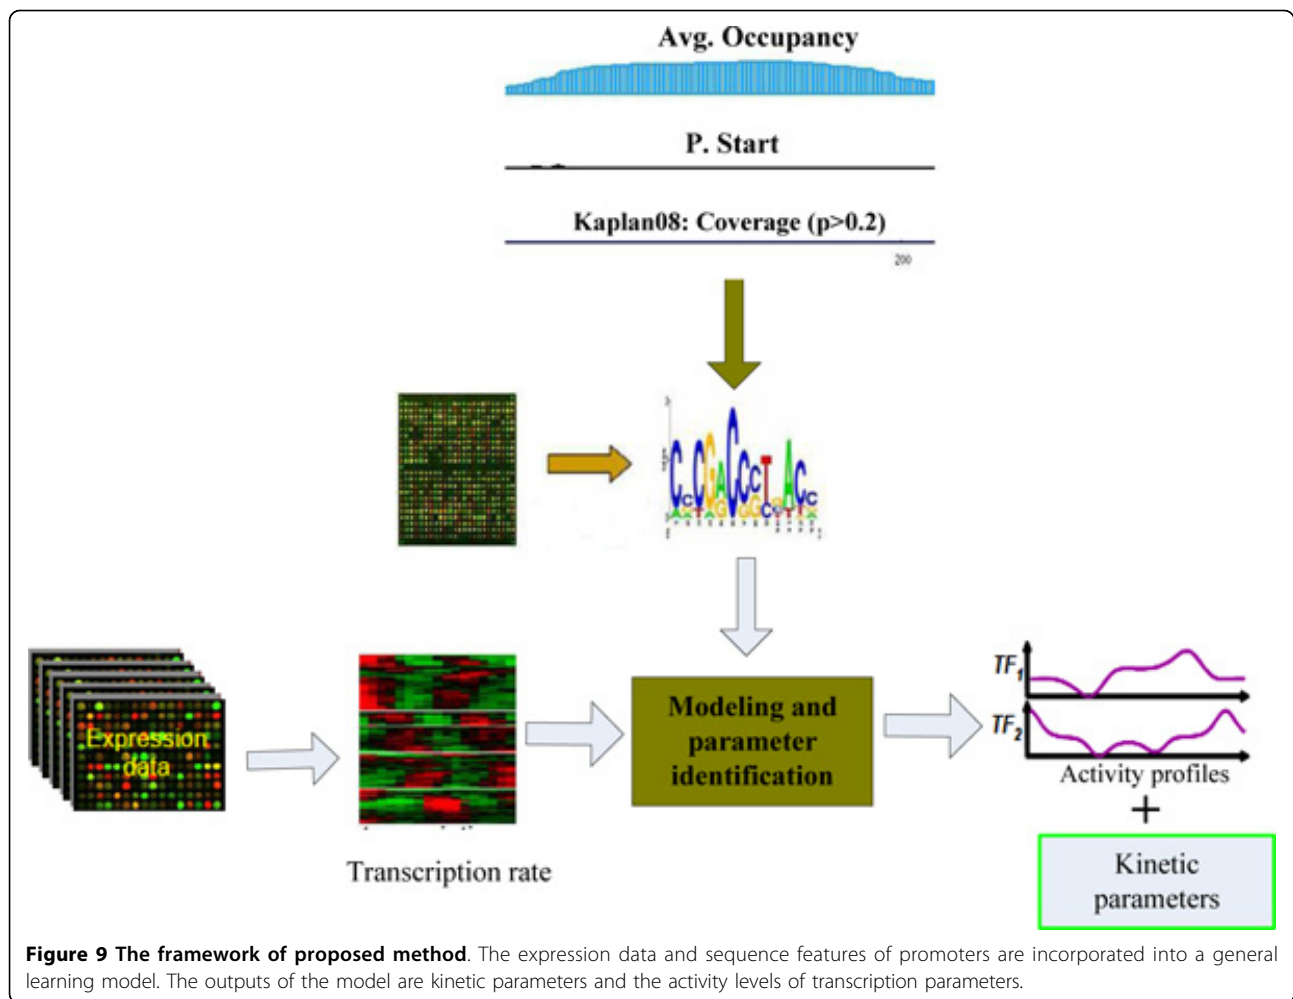 Avg. Occupancy
P. Start
Kaplan08: Coverage (p>0.2)
200
Expression
data
Transcription rate
Modeling and
parameter
identification
TF1
TF2
Activity profiles
+
Kinetic
parameters
Figure 9 The framework of proposed method. The expression data and sequence features of promoters are incorporated into a general
learning model. The outputs of the model are kinetic parameters and the activity levels of transcription parameters.